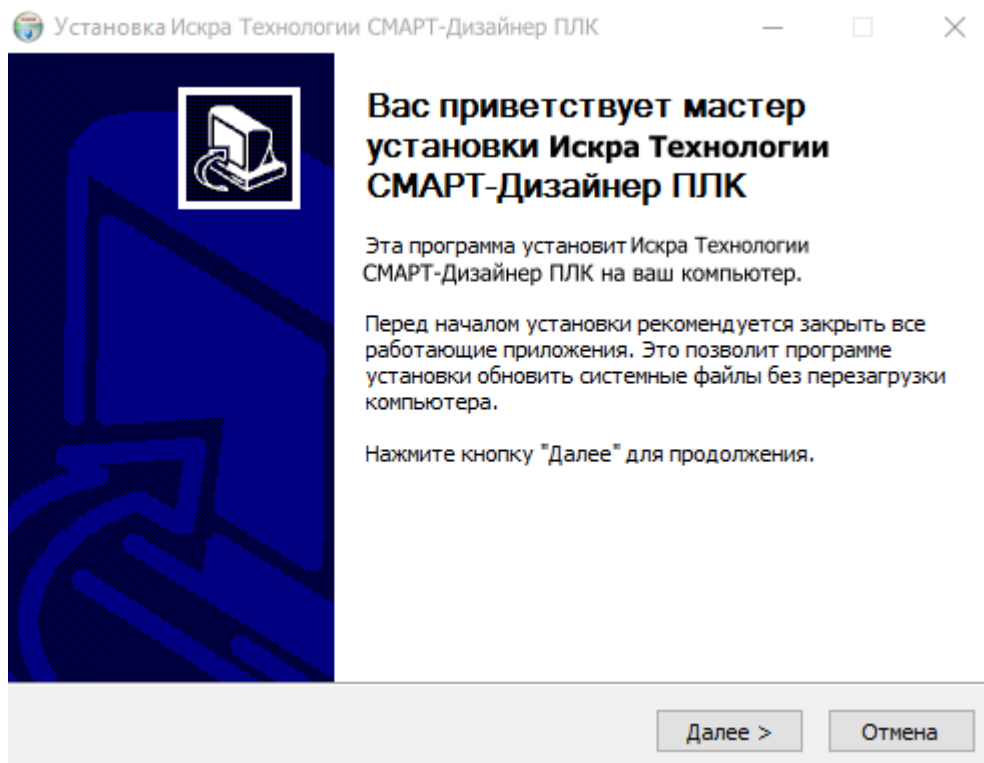 Установка Искра Технологии СМАРТ-Дизайнер ПЛК
Вас приветствует мастер
установки Искра Технологии
СМАРТ-Дизайнер ПЛК
Эта программа установит Искра Технологии
СМАРТ-Дизайнер ПЛК на ваш компьютер.
Перед началом установки рекомендуется закрыть все
работающие приложения. Это позволит программе
установки обновить системные файлы без перезагрузки
компьютера.
Нажмите кнопку "Далее" для продолжения.
Далее >
Отмена